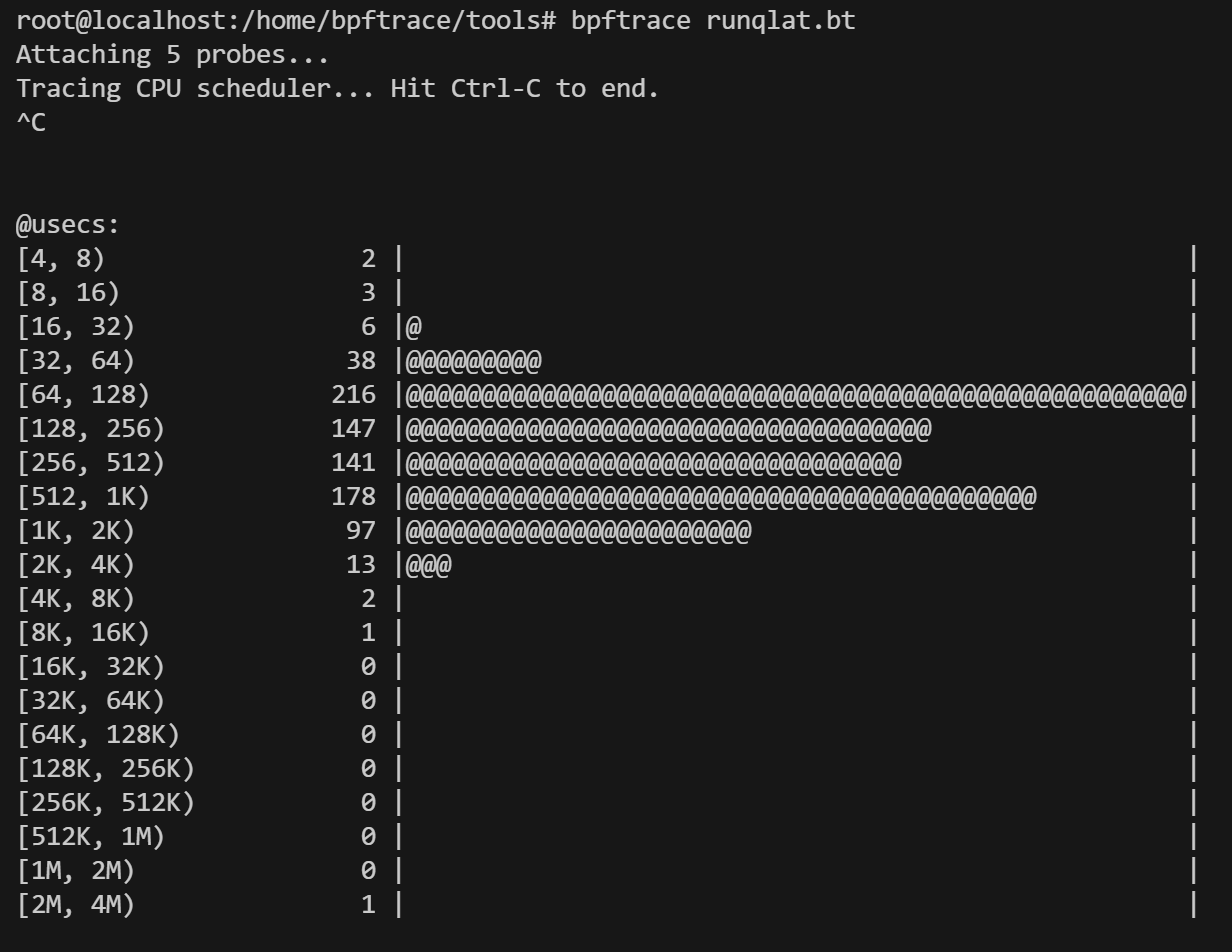 root@localhost:/home/bpftrace/tools# bpftrace runqlat.bt
Attaching 5 probes...
Tracing CPU scheduler... Hit Ctrl-C to end.
^C
@usecs:
[4, 8)                 2 |                                                    |
[8, 16)                3 |                                                    |
[16, 32)               6 |@                                                   |
[32, 64)              38 |@@@@@@@@@                                           |
[64, 128)            216 |@@@@@@@@@@@@@@@@@@@@@@@@@@@@@@@@@@@@@@@@@@@@@@@@@@@@|
[128, 256)           147 |@@@@@@@@@@@@@@@@@@@@@@@@@@@@@@@@@@@                 |
[256, 512)           141 |@@@@@@@@@@@@@@@@@@@@@@@@@@@@@@@@@                   |
[512, 1K)            178 |@@@@@@@@@@@@@@@@@@@@@@@@@@@@@@@@@@@@@@@@@@          |
[1K, 2K)              97 |@@@@@@@@@@@@@@@@@@@@@@@                             |
[2K, 4K)              13 |@@@                                                 |
[4K, 8K)               2 |                                                    |
[8K, 16K)              1 |                                                    |
[16K, 32K)             0 |                                                    |
[32K, 64K)             0 |                                                    |
[64K, 128K)            0 |                                                    |
[128K, 256K)           0 |                                                    |
[256K, 512K)           0 |                                                    |
[512K, 1M)             0 |                                                    |
[1M, 2M)               0 |                                                    |
[2M, 4M)               1 |                                                    |